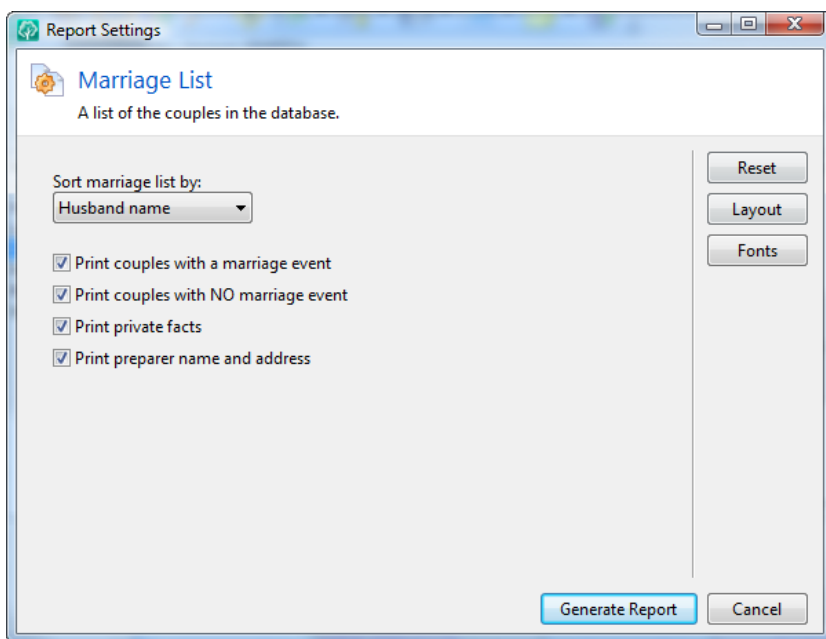 Report Settings
Marriage List
A list of the couples in the database.
Sort marriage list by:
Husband name
Print couples with a marriage event
Print couples with NO marriage event
Print private facts
Print preparer name and address
Reset
Layout
Fonts
Generate Report
Cancel